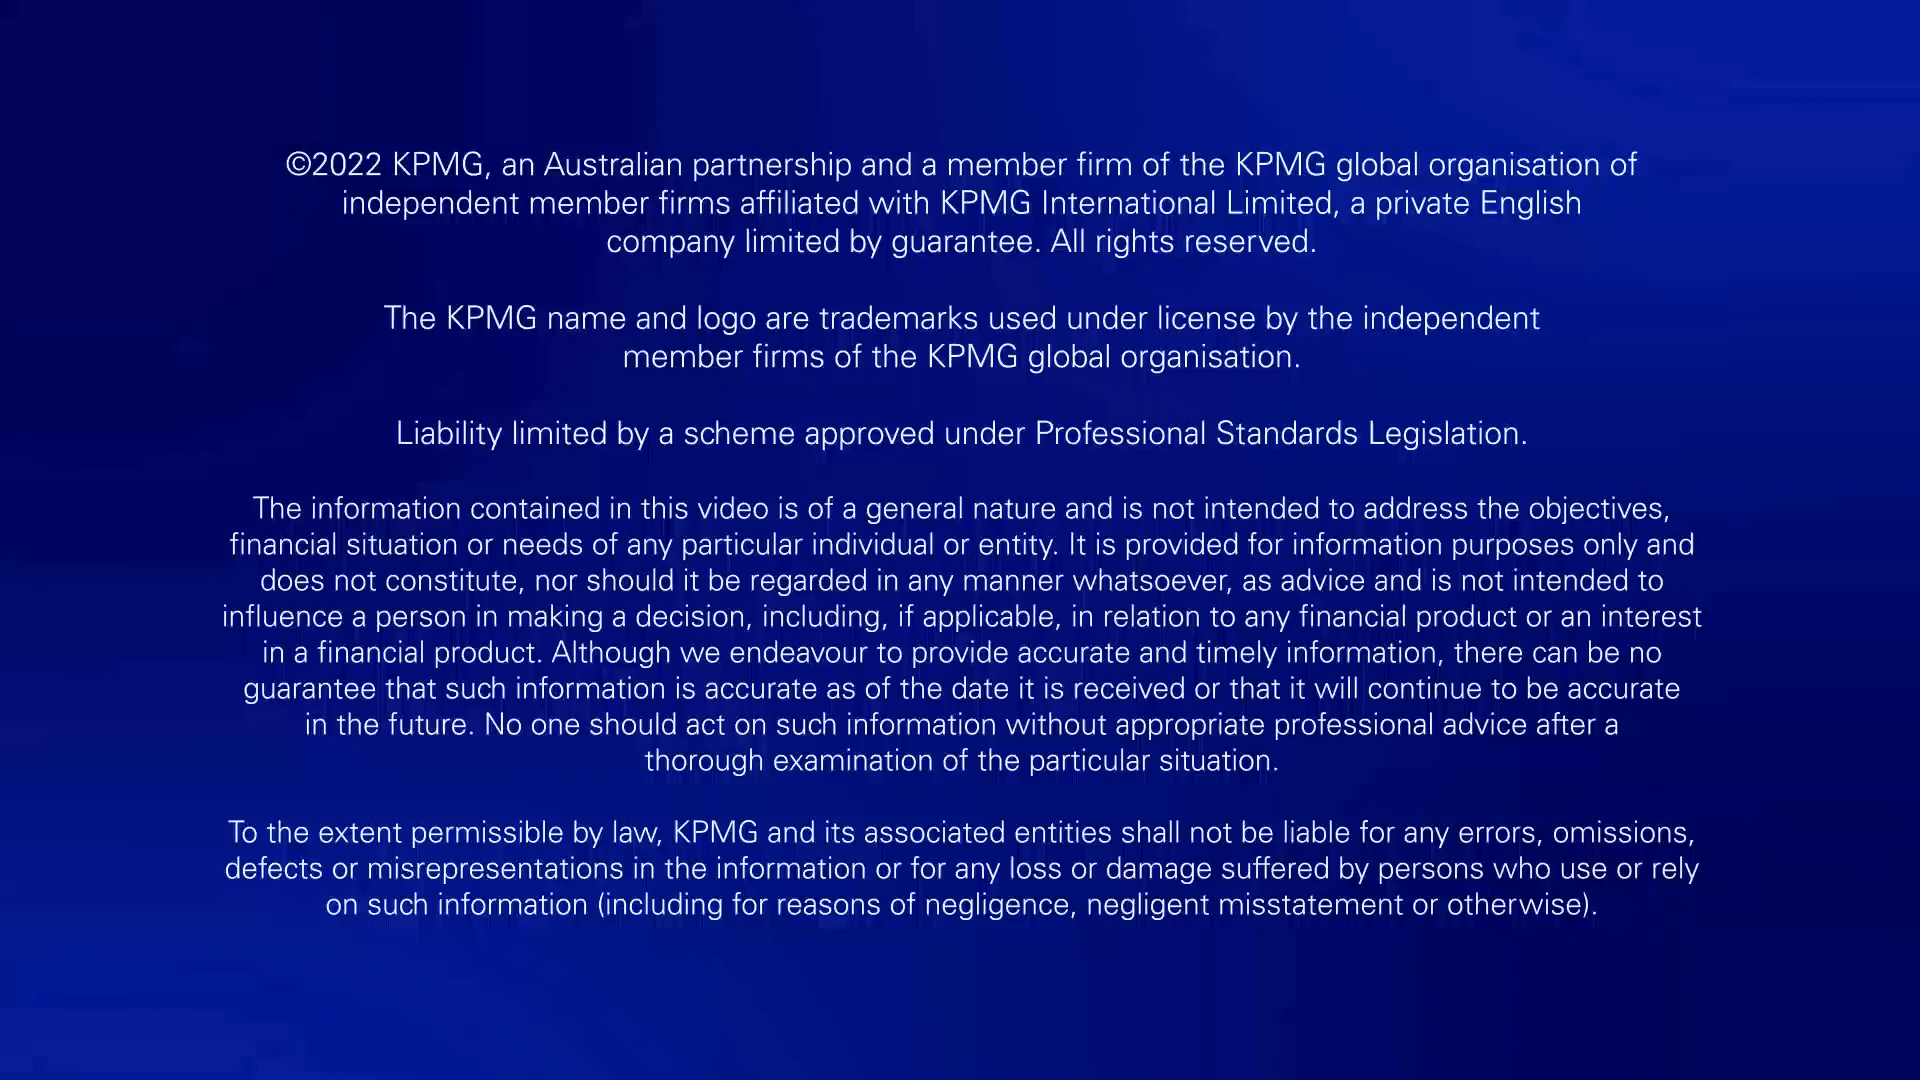 ©2022 KPMG, an Australian partnership and a member firm of the KPMG global organisation of
independent member firms affiliated with KPMG International Limited, a private English
company limited by guarantee. All rights reserved.
The KPMG name and logo are trademarks used under license by the independent
member firms of the KPMG global organisation.
Liability limited by a scheme approved under Professional Standards Legislation.
The information contained in this video is of a general nature and is not intended to address the objectives,
financial situation or needs of any particular individual or entity. It is provided for information purposes only and
does not constitute, nor should it be regarded in any manner whatsoever, as advice and is not intended to
influence a person in making a decision, including, if applicable, in relation to any financial product or an interest
in a financial product. Although we endeavour to provide accurate and timely information, there can be no
guarantee that such information is accurate as of the date it is received or that it will continue to be accurate
in the future. No one should act on such information without appropriate professional advice after a
thorough examination of the particular situation.
To the extent permissible by law, KPMG and its associated entities shall not be liable for any errors, omissions,
defects or misrepresentations in the information or for any loss or damage suffered by persons who use or rely
on such information (including for reasons of negligence, negligent misstatement or otherwise).